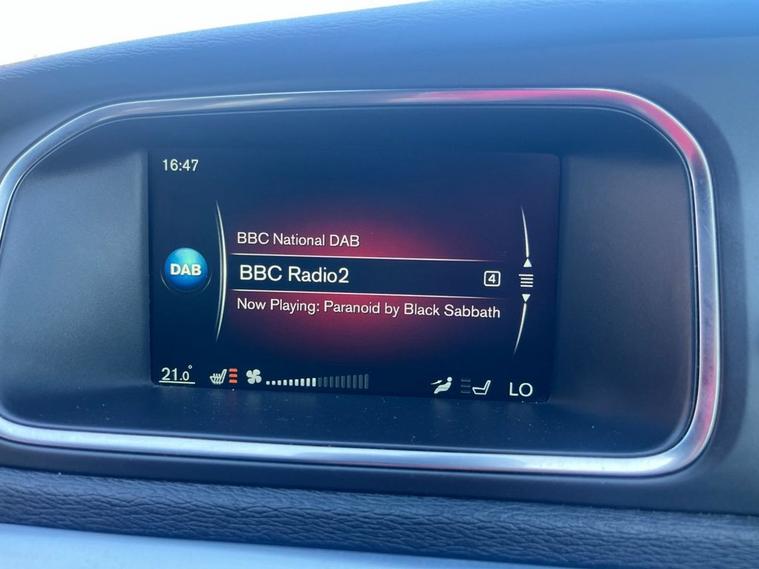 16:47
BBC National DAB
DAB
BBC Radio2 4
Now Playing: Paranoid by Black Sabbath
21.0° LO